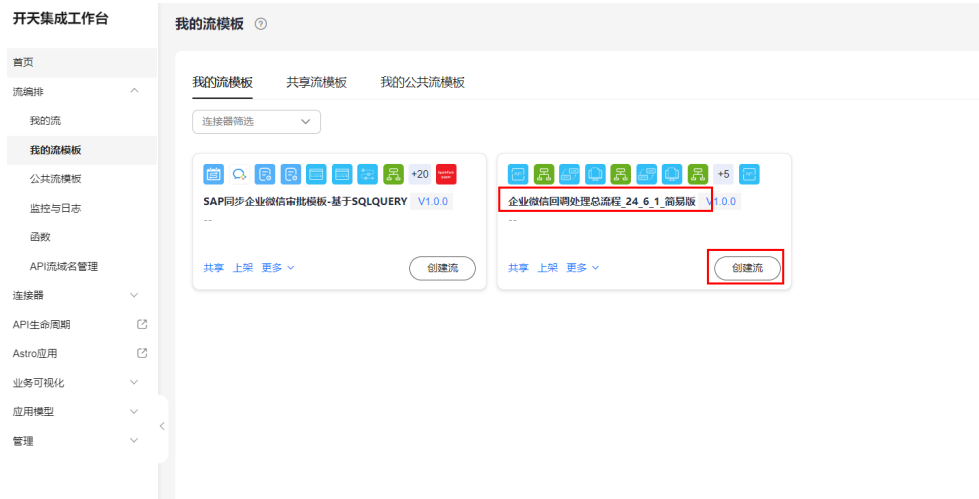 开天集成工作台
我的流模板
首页
流编排
我的流
我的流模板
公共流模板
监控与日志
函数
API流域名管理
连接器
API生命周期
Astro应用
业务可视化
应用模型
管理
我的流模板 共享流模板 我的公共流模板
连接器筛选
+20
SAP同步企业微信审批模板-基于SQLQUERY V1.0.0
--
共享 上架 更多 创建流
+5
企业微信回调处理总流程_24_6_1_简易版 V1.0.0
--
共享 上架 更多 创建流